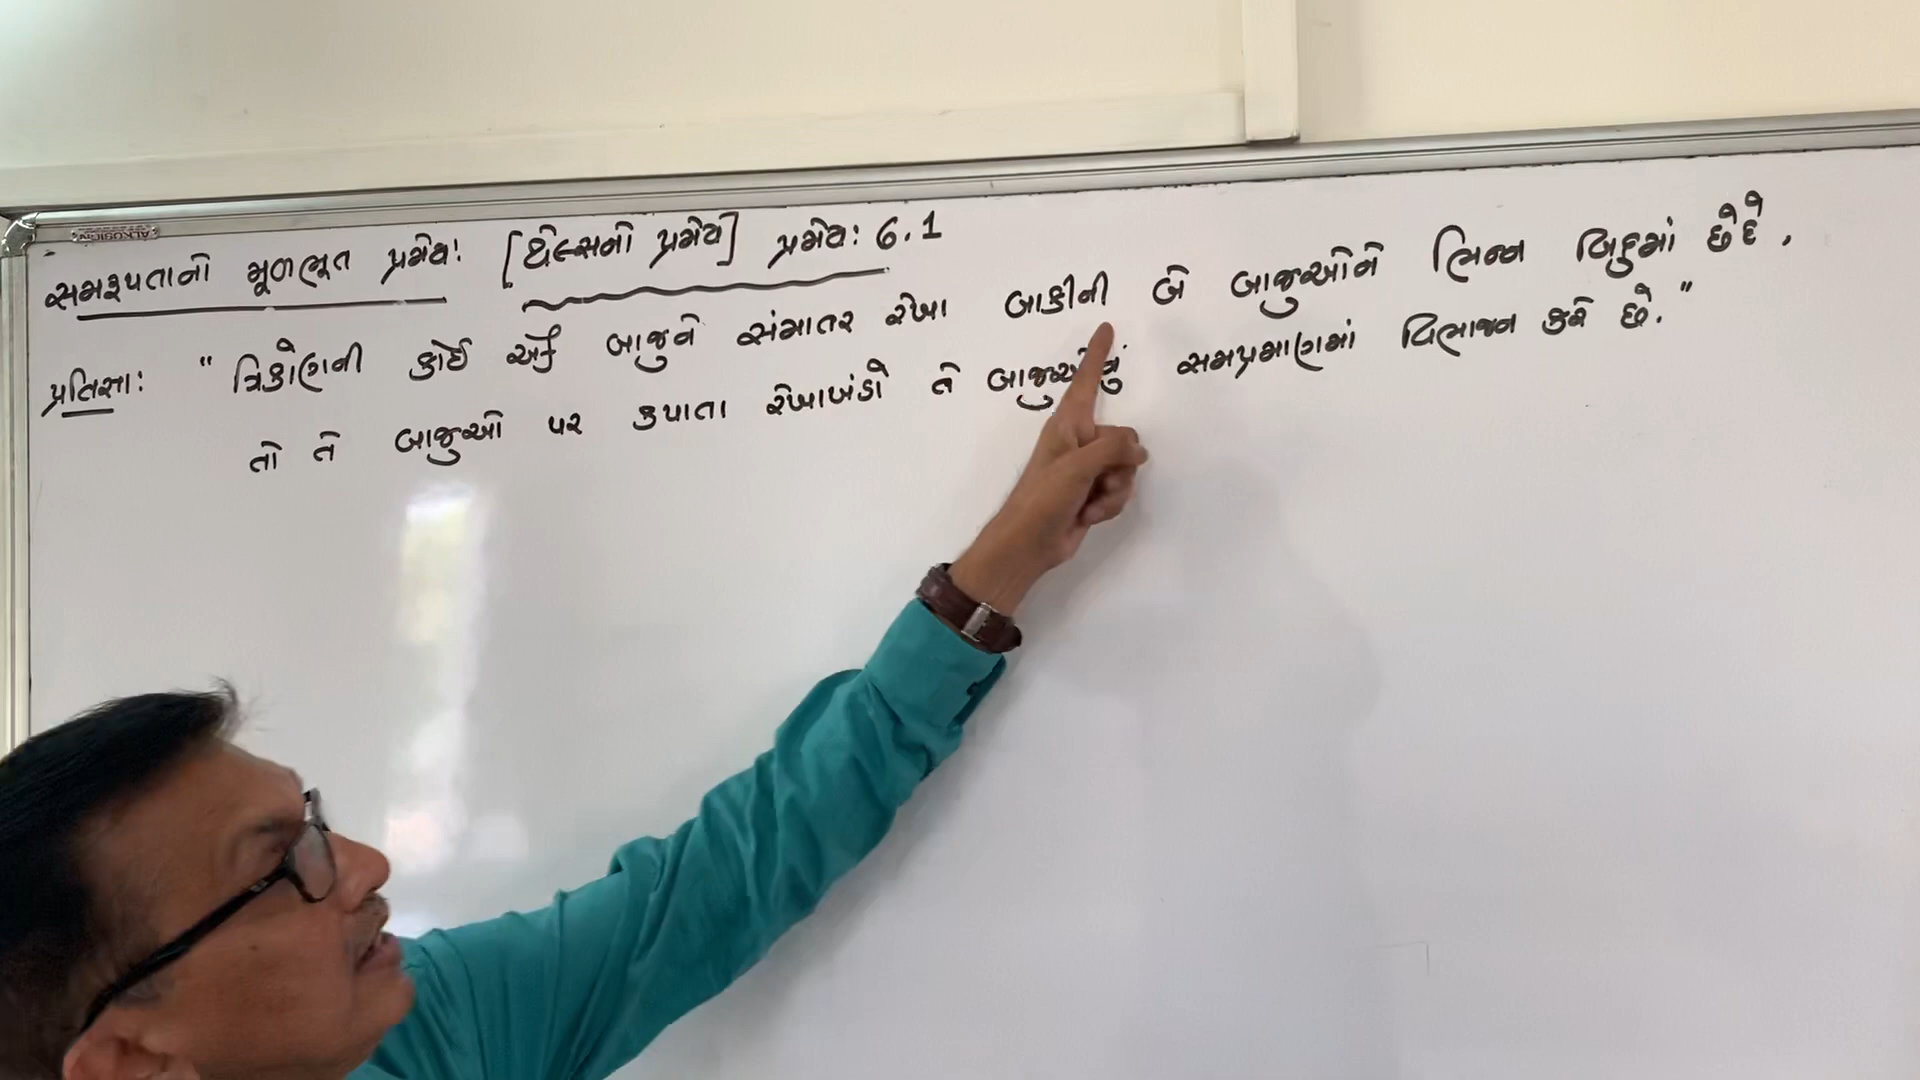 સમરૂપતાનો મૂળભૂત પ્રમેય: [થેલ્સનો પ્રમેય] પ્રમેય: 6.1
પ્રતિજ્ઞા: "ત્રિકોણની કોઈ એક બાજુને સમાંતર રેખા બાકીની બે બાજુઓને ભિન્ન બિંદુમાં છેદે,
તો તે બાજુઓ પર કપાતા રેખાખંડો તે બાજુઓનું સમપ્રમાણમાં વિભાજન કરે છે."